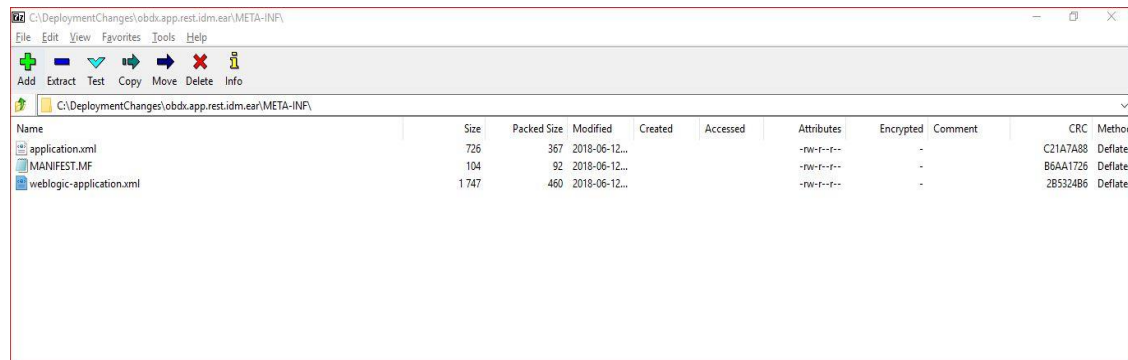 C:\DeploymentChanges\obdx.app.rest.idm.ear\META-INF\
File Edit View Favorites Tools Help
Add Extract Test Copy Move Delete Info
C:\DeploymentChanges\obdx.app.rest.idm.ear\META-INF\
Name Size Packed Size Modified Created Accessed Attributes Encrypted Comment CRC Metho
application.xml 726 367 2018-06-12... -rw-r--r-- - C21A7A88 Deflate
MANIFEST.MF 104 92 2018-06-12... -rw-r--r-- - B6AA1726 Deflate
weblogic-application.xml 1 747 460 2018-06-12... -rw-r--r-- - 2B5324B6 Deflate